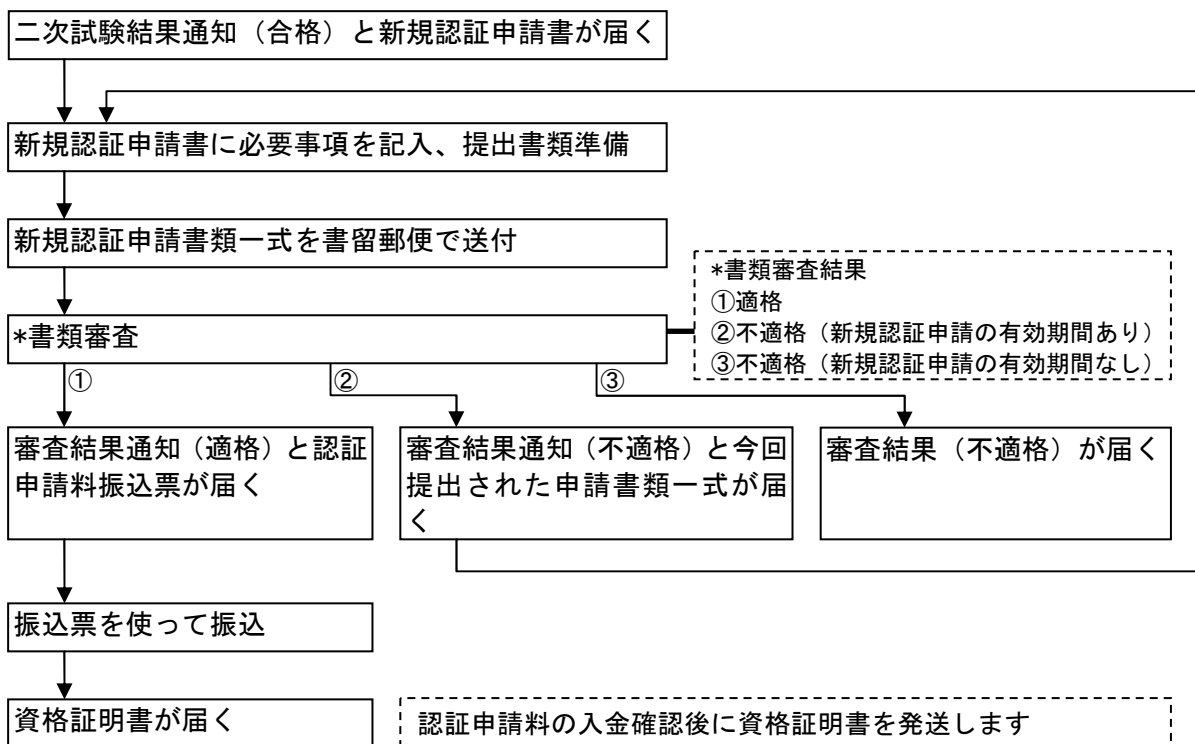 二次試験結果通知（合格）と新規認証申請書が届く
新規認証申請書に必要事項を記入、提出書類準備
新規認証申請書類一式を書留郵便で送付
*書類審査結果
①適格
②不適格（新規認証申請の有効期間あり）
③不適格（新規認証申請の有効期間なし）
*書類審査
①
②
③
審査結果通知（適格）と認証
申請料振込票が届く
審査結果通知（不適格）と今回
提出された申請書類一式が届
く
審査結果（不適格）が届く
振込票を使って振込
資格証明書が届く
認証申請料の入金確認後に資格証明書を発送します